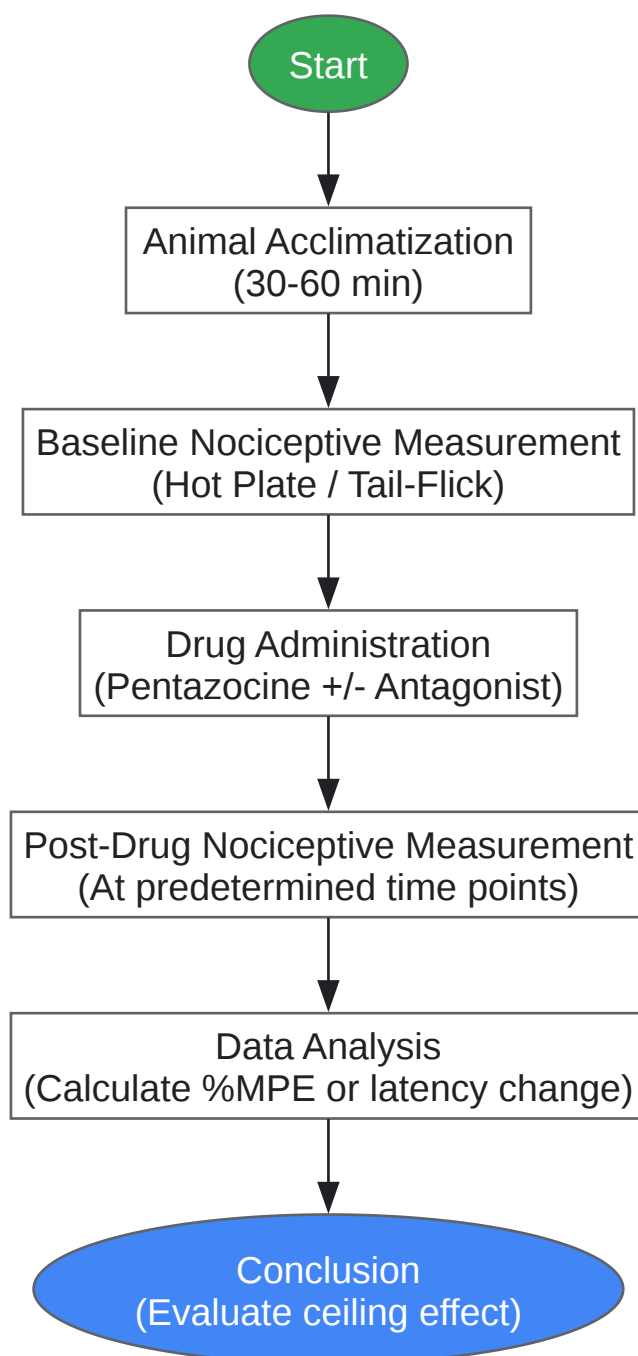 Start
Animal Acclimatization
(30-60 min)
Baseline Nociceptive Measurement
(Hot Plate / Tail-Flick)
Drug Administration
(Pentazocine +/- Antagonist)
Post-Drug Nociceptive Measurement
(At predetermined time points)
Data Analysis
(Calculate %MPE or latency change)
Conclusion
(Evaluate ceiling effect)